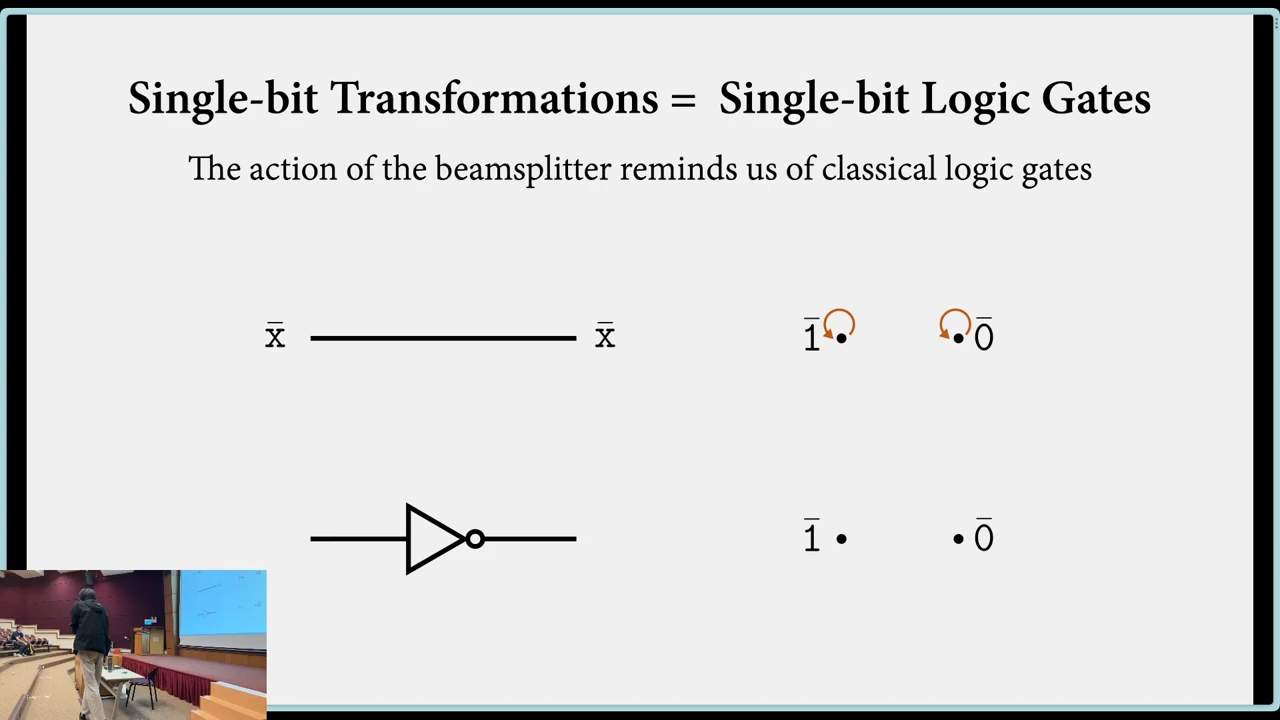 Single-bit Transformations = Single-bit Logic Gates
The action of the beamsplitter reminds us of classical logic gates
x̅ x̅ 1̅ 0̅
1̅ 0̅